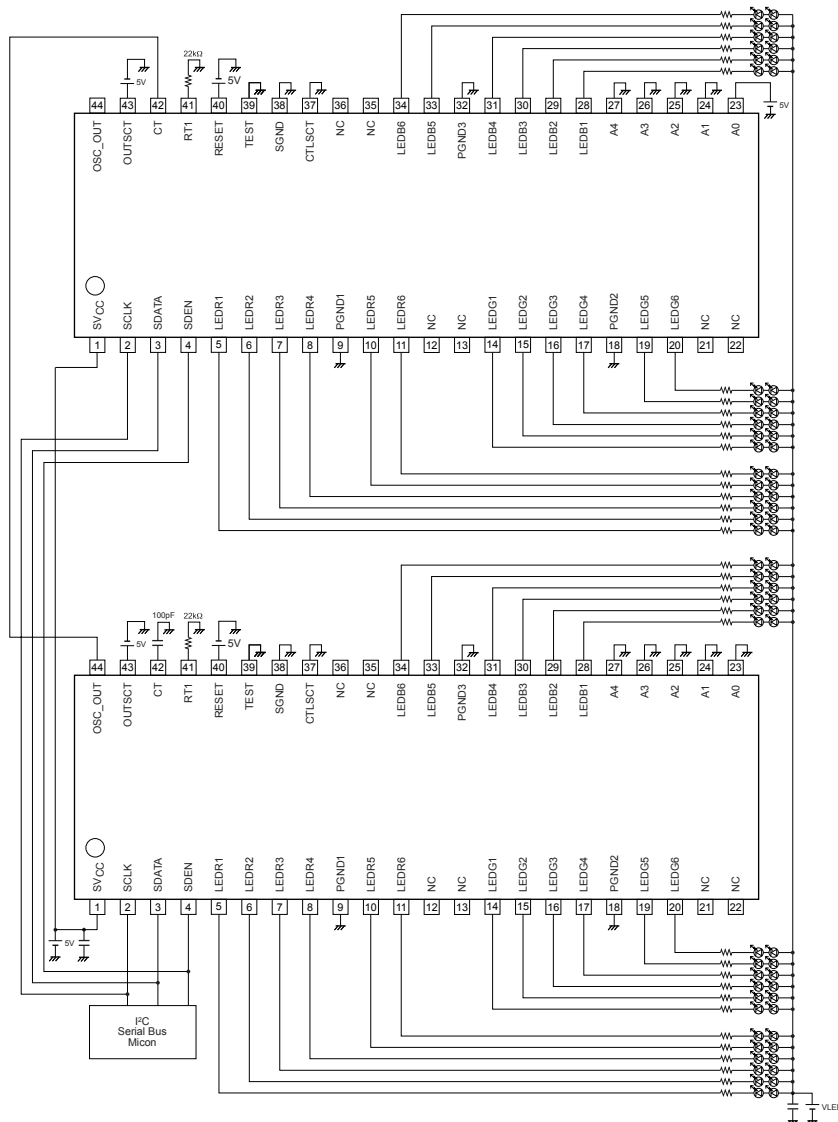 22kΩ
5V
5V
5V
44 43 42 41 40 39 38 37 36 35 34 33 32 31 30 29 28 27 26 25 24 23
OSC_OUT OUTSCT CT RT1 RESET TEST SGND CTLSCT NC NC LEDB6 LEDB5 PGND3 LEDB4 LEDB3 LEDB2 LEDB1 A4 A3 A2 A1 A0
SVCC SCLK SDATA SDEN LEDR1 LEDR2 LEDR3 LEDR4 PGND1 LEDR5 LEDR6 NC NC LEDG1 LEDG2 LEDG3 LEDG4 PGND2 LEDG5 LEDG6 NC NC
1 2 3 4 5 6 7 8 9 10 11 12 13 14 15 16 17 18 19 20 21 22
100pF 22kΩ
5V
5V
44 43 42 41 40 39 38 37 36 35 34 33 32 31 30 29 28 27 26 25 24 23
OSC_OUT OUTSCT CT RT1 RESET TEST SGND CTLSCT NC NC LEDB6 LEDB5 PGND3 LEDB4 LEDB3 LEDB2 LEDB1 A4 A3 A2 A1 A0
SVCC SCLK SDATA SDEN LEDR1 LEDR2 LEDR3 LEDR4 PGND1 LEDR5 LEDR6 NC NC LEDG1 LEDG2 LEDG3 LEDG4 PGND2 LEDG5 LEDG6 NC NC
1 2 3 4 5 6 7 8 9 10 11 12 13 14 15 16 17 18 19 20 21 22
5V
I²C
Serial Bus
Micon